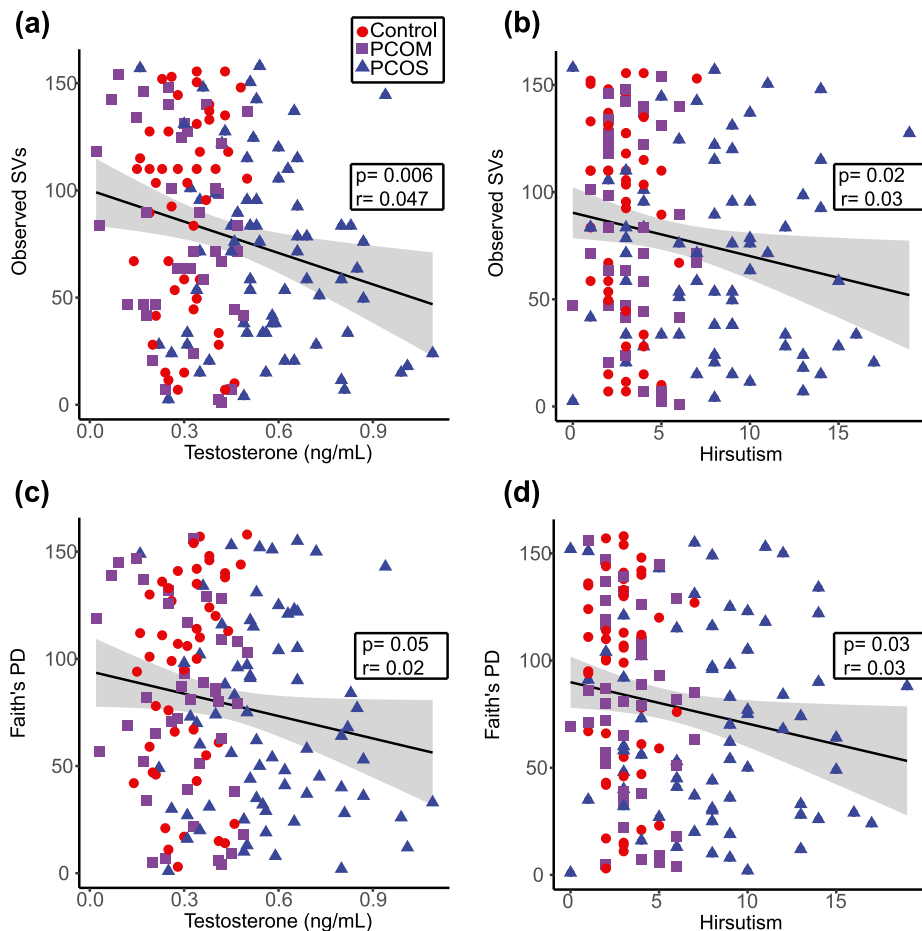 (a)
Control
PCOM
PCOS
p= 0.006
r= 0.047
Observed SVs
150
100
50
0
0.0
0.3
0.6
0.9
Testosterone (ng/mL)
(b)
p= 0.02
r= 0.03
Observed SVs
150
100
50
0
0
5
10
15
Hirsutism
(c)
p= 0.05
r= 0.02
Faith's PD
150
100
50
0
0.0
0.3
0.6
0.9
Testosterone (ng/mL)
(d)
p= 0.03
r= 0.03
Faith's PD
150
100
50
0
0
5
10
15
Hirsutism